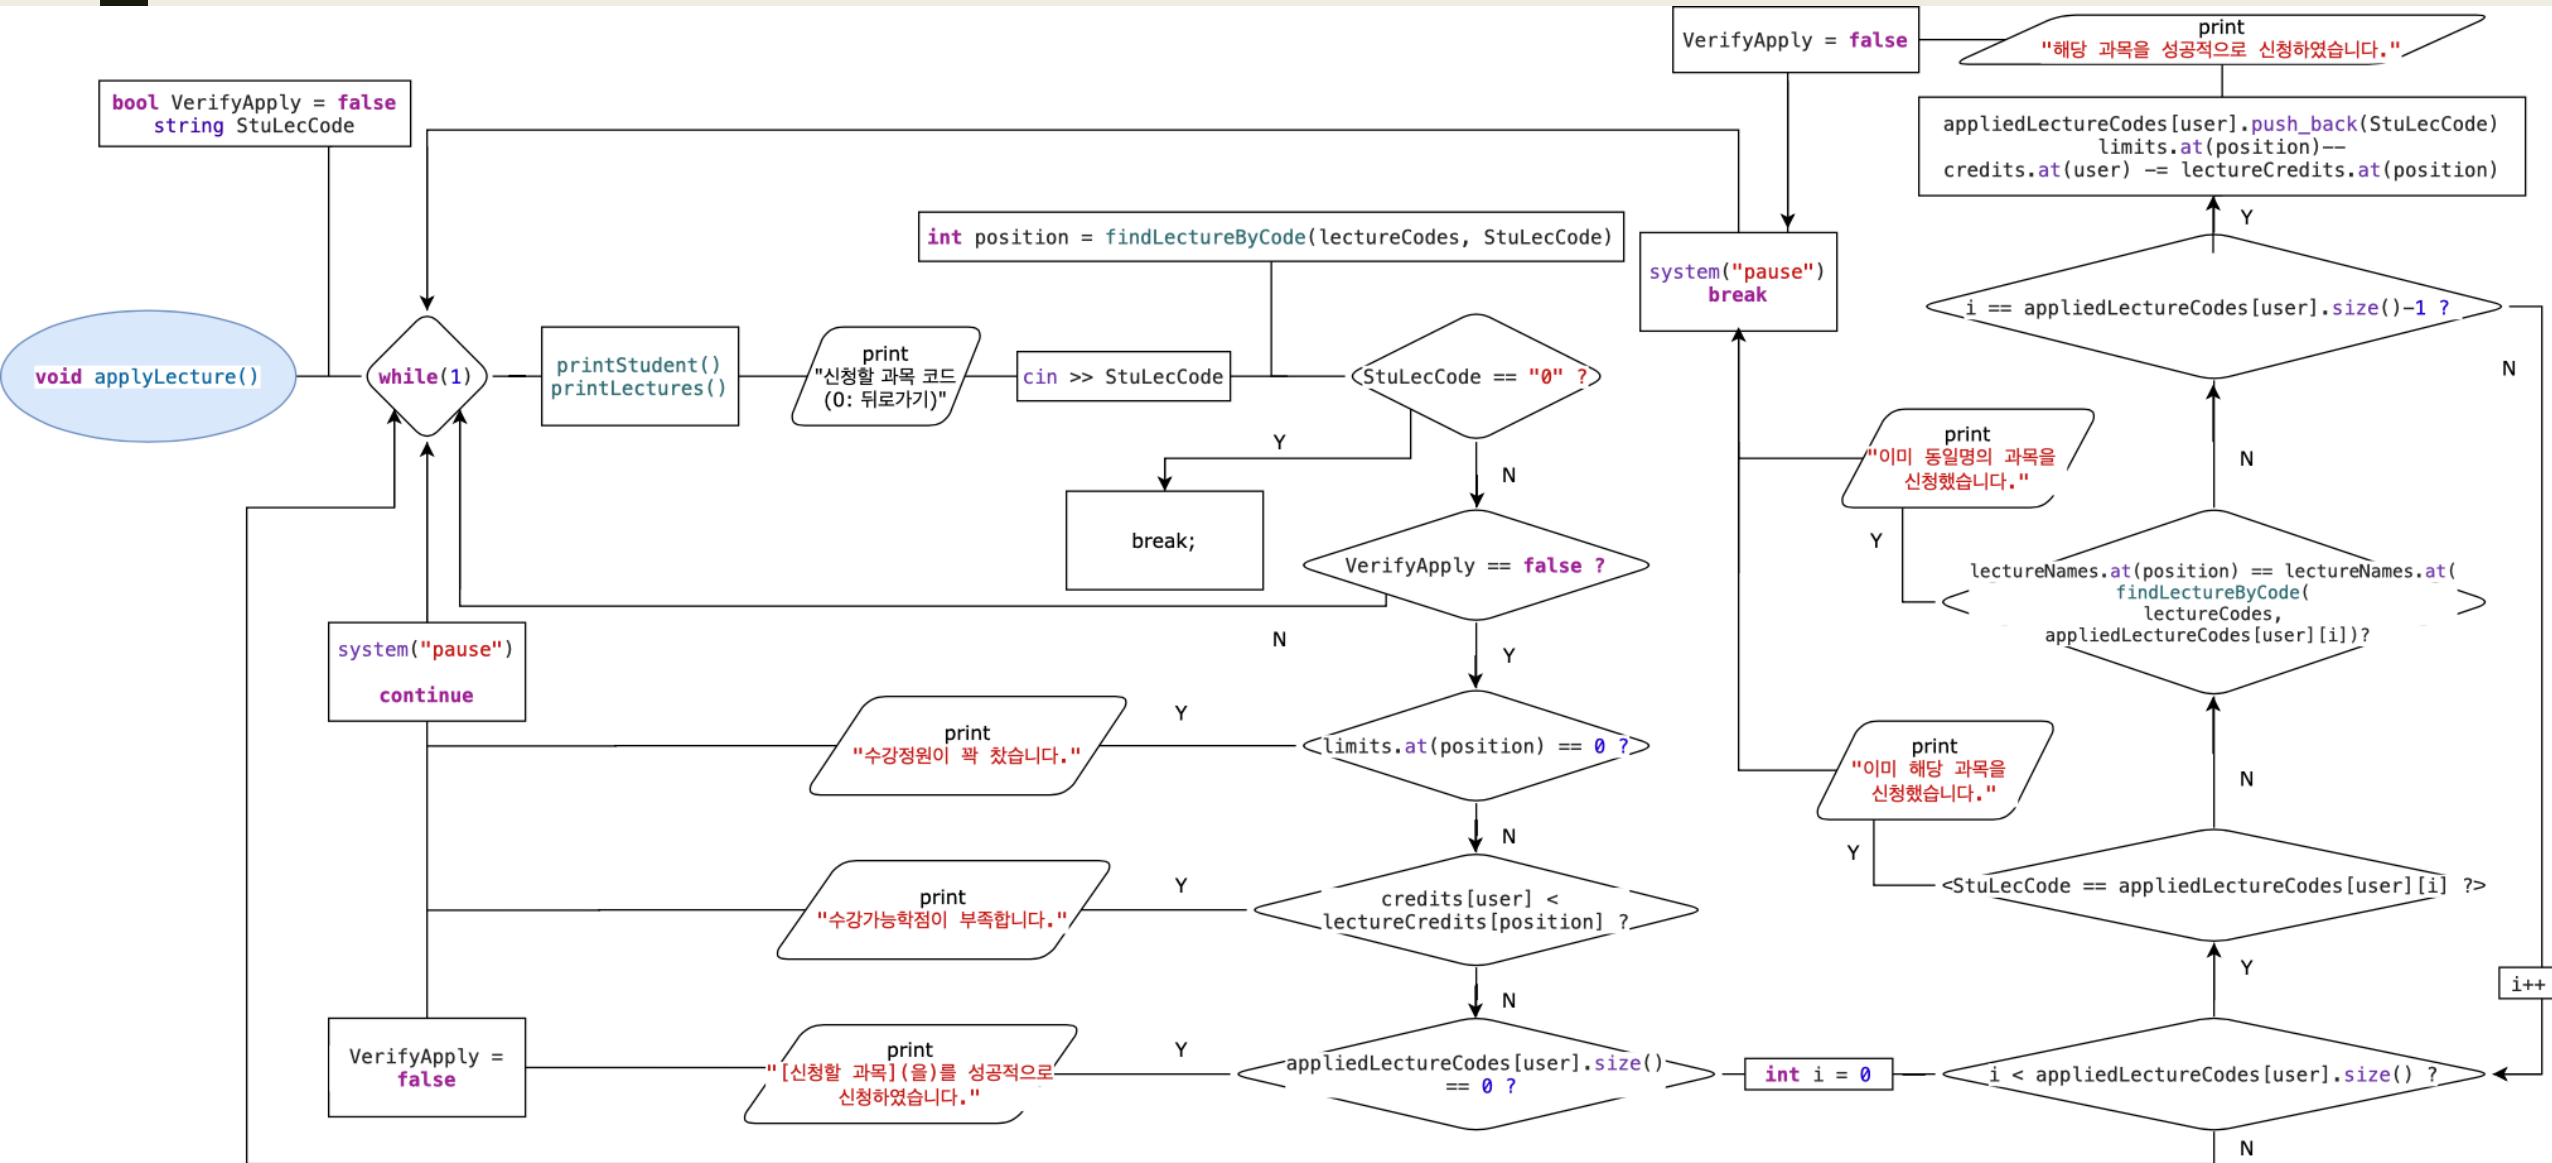 VerifyApply = false
print
"해당 과목을 성공적으로 신청하였습니다."
bool VerifyApply = false
string StuLecCode
appliedLectureCodes[user].push_back(StuLecCode)
limits.at(position)--
credits.at(user) -= lectureCredits.at(position)
Y
int position = findLectureByCode(lectureCodes, StuLecCode)
system("pause")
break
i == appliedLectureCodes[user].size()-1 ?
N
void applyLecture()
while(1)
printStudent()
printLectures()
print
"신청할 과목 코드
(0: 뒤로가기)"
cin >> StuLecCode
StuLecCode == "0" ?
Y
N
break;
print
"이미 동일명의 과목을
신청했습니다."
N
Y
VerifyApply == false ?
N
Y
lectureNames.at(position) == lectureNames.at(
findLectureByCode(
lectureCodes,
appliedLectureCodes[user][i])?
system("pause")
continue
print
"수강정원이 꽉 찼습니다."
Y
limits.at(position) == 0 ?
N
print
"이미 해당 과목을
신청했습니다."
N
Y
<StuLecCode == appliedLectureCodes[user][i] ?>
print
"수강가능학점이 부족합니다."
Y
credits[user] <
lectureCredits[position] ?
N
Y
i++
VerifyApply =
false
print
"[신청할 과목](을)를 성공적으로
신청하였습니다."
Y
appliedLectureCodes[user].size()
== 0 ?
int i = 0
i < appliedLectureCodes[user].size() ?
N